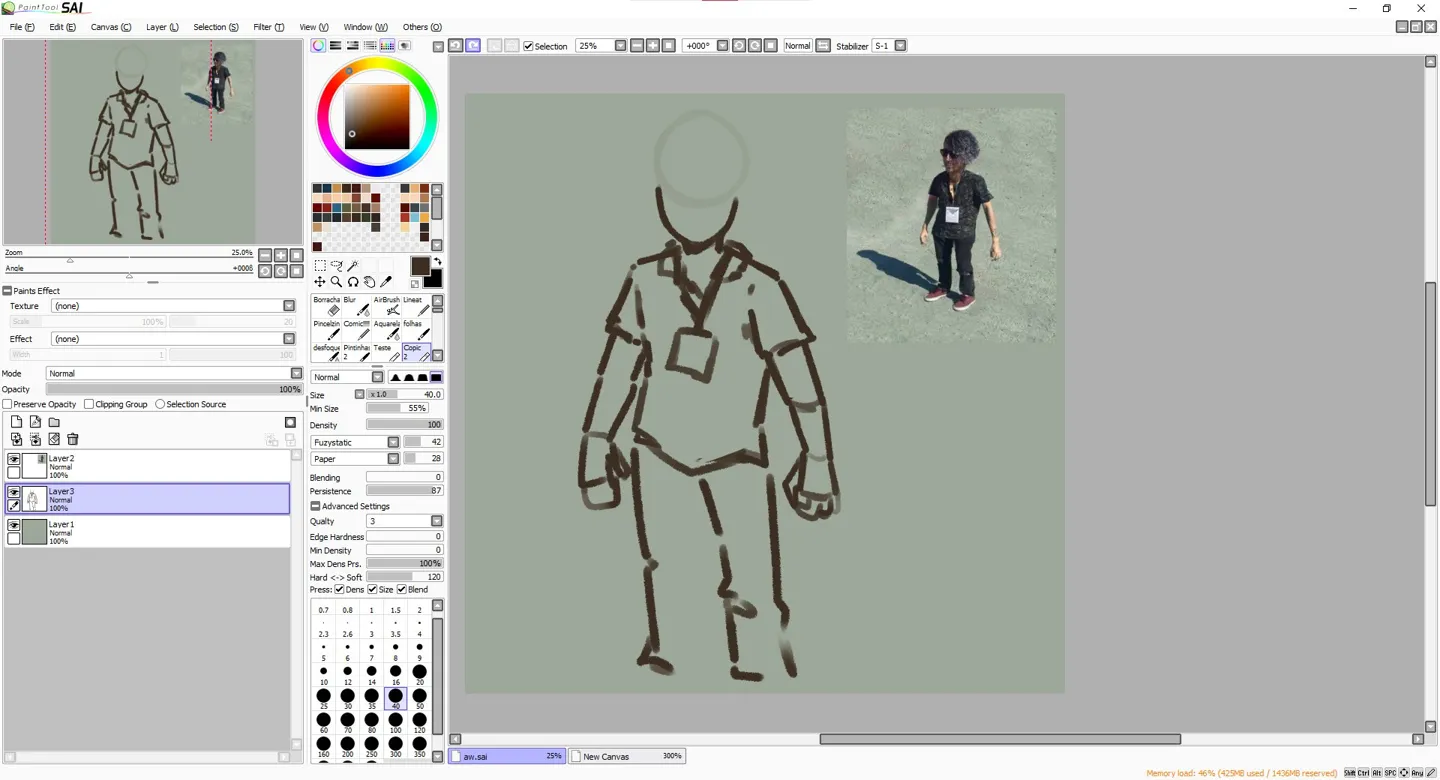 PaintTool SAI
File (F) Edit (E) Canvas (C) Layer (L) Selection (S) Filter (T) View (V) Window (W) Others (O)
Selection 25% +000° Normal Stabilizer S-1
Zoom 25.0%
Angle +000ß
Paints Effect
Texture (none)
Scale 100% 20
Effect (none)
Width 1 100
Mode Normal
Opacity 100%
Preserve Opacity Clipping Group Selection Source
Layer2
Normal
100%
Layer3
Normal
100%
Layer1
Normal
100%
Borracha Blur AirBrush Lineat
Pincelzin Comic!!!! Aquarela folhas
desfoque Pintinhas 2 Teste Copic 2
Normal
Size x 1.0 40.0
Min Size 55%
Density 100
Fuzystatic 42
Paper 28
Blending 0
Persistence 87
Advanced Settings
Qualty 3
Edge Hardness 0
Min Density 0
Max Dens Prs. 100%
Hard <-> Soft 120
Press: Dens Size Blend
0.7 0.8 1 1.5 2
2.3 2.6 3 3.5 4
5 6 7 8 9
10 12 14 16 20
25 30 35 40 50
60 70 80 100 120
160 200 250 300 350
aw.sai 25% New Canvas 300%
Memory load: 46% (425MB used / 1436MB reserved) Shift Ctrl Alt SPC Any